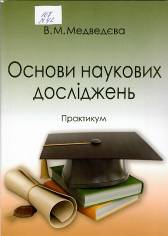 В.М.Медведєва
Основи наукових
досліджень
Практикум